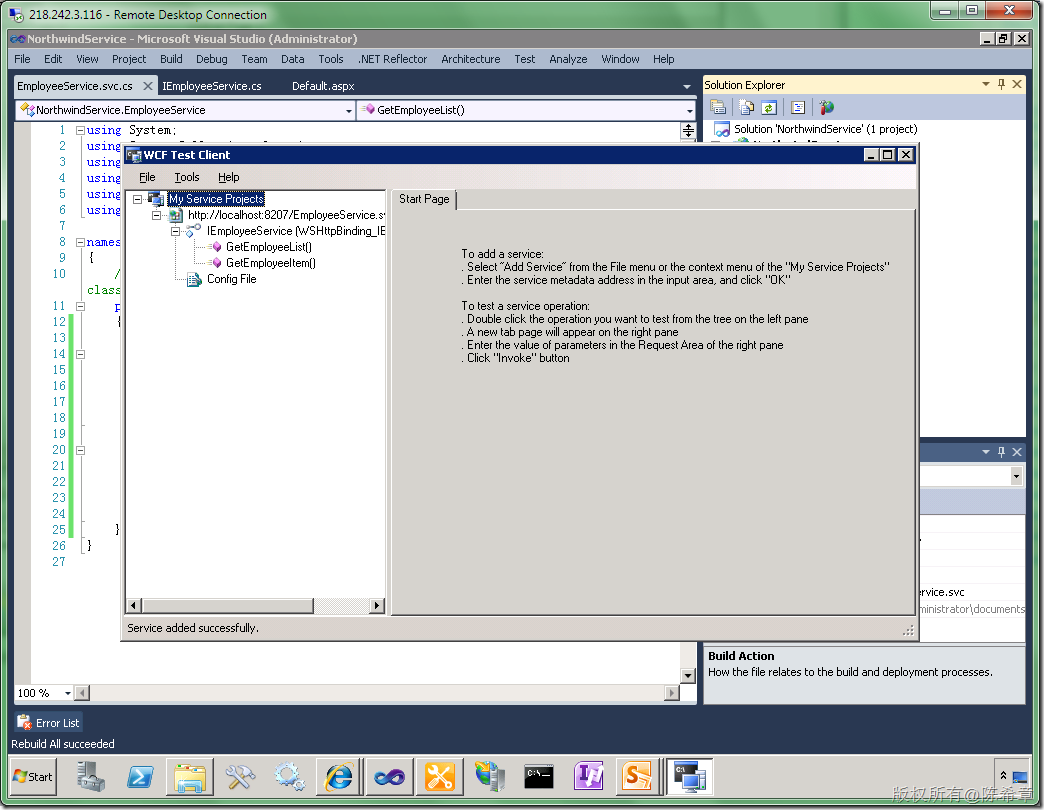 218.242.3.116 - Remote Desktop Connection
NorthwindService - Microsoft Visual Studio (Administrator)
File Edit View Project Build Debug Team Data Tools .NET Reflector Architecture Test Analyze Window Help
EmployeeService.svc.cs IEmployeeService.cs Default.aspx
NorthwindService.EmployeeService
GetEmployeeList()
Solution Explorer
Solution 'NorthwindService' (1 project)
1 using System;
2 using
3 using
4 using
5 using
6 using
7
8 names
9 {
10 /
class
11 p
12 {
13
14
15
16
17
18
19
20
21
22
23
24
25 }
26 }
27
WCF Test Client
File Tools Help
My Service Projects
http://localhost:8207/EmployeeService.sv
IEmployeeService (WSHttpBinding_IE
GetEmployeeList()
GetEmployeeItem()
Config File
Start Page
To add a service:
. Select "Add Service" from the File menu or the context menu of the "My Service Projects"
. Enter the service metadata address in the input area, and click "OK"
To test a service operation:
. Double click the operation you want to test from the tree on the left pane
. A new tab page will appear on the right pane
. Enter the value of parameters in the Request Area of the right pane
. Click "Invoke" button
Service added successfully.
rvice.svc
ministrator\documents
Build Action
How the file relates to the build and deployment processes.
100 %
Error List
Rebuild All succeeded
Start
版权所有@陈希章